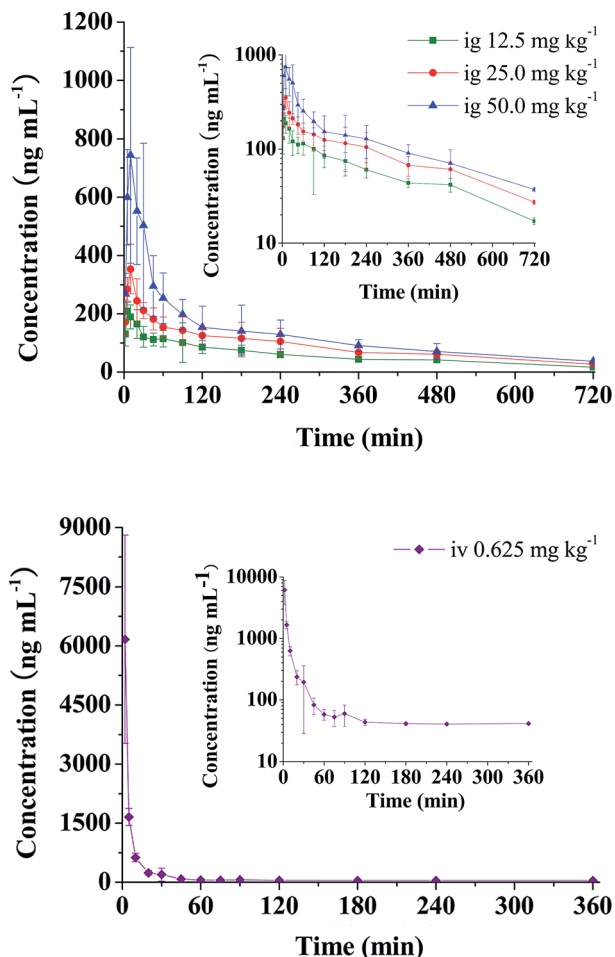 1200
1000
800
600
400
200
0
Concentration (ng mL⁻¹)
0 120 240 360 480 600 720
Time (min)
1000
100
10
Concentration (ng mL⁻¹)
0 120 240 360 480 600 720
Time (min)
ig 12.5 mg kg⁻¹
ig 25.0 mg kg⁻¹
ig 50.0 mg kg⁻¹
9000
7500
6000
4500
3000
1500
0
Concentration (ng mL⁻¹)
0 60 120 180 240 300 360
Time (min)
10000
1000
100
10
Concentration (ng mL⁻¹)
0 60 120 180 240 300 360
Time (min)
iv 0.625 mg kg⁻¹